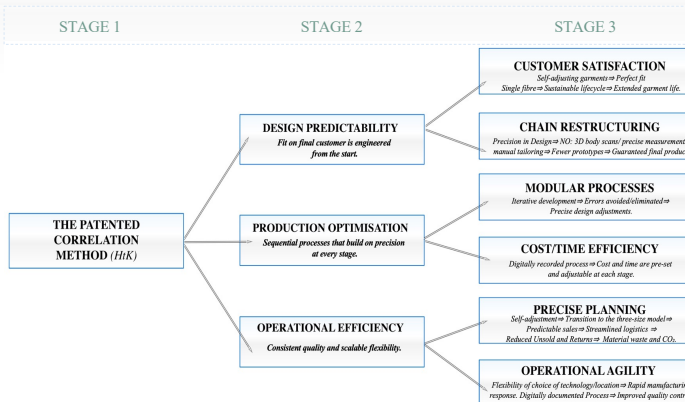 STAGE 1
STAGE 2
STAGE 3
THE PATENTED
CORRELATION
METHOD (HtK)
DESIGN PREDICTABILITY
Fit on final customer is engineered
from the start.
PRODUCTION OPTIMISATION
Sequential processes that build on precision
at every stage.
OPERATIONAL EFFICIENCY
Consistent quality and scalable flexibility.
CUSTOMER SATISFACTION
Self-adjusting garments⇒ Perfect fit
Single fibre⇒ Sustainable lifecycle⇒ Extended garment life.
CHAIN RESTRUCTURING
Precision in Design⇒ NO: 3D body scans/ precise measurement
manual tailoring⇒ Fewer prototypes⇒ Guaranteed final produc
MODULAR PROCESSES
Iterative development⇒ Errors avoided/eliminated⇒
Precise design adjustments.
COST/TIME EFFICIENCY
Digitally recorded process⇒ Cost and time are pre-set
and adjustable at each stage.
PRECISE PLANNING
Self-adjustment⇒ Transition to the three-size model⇒
Predictable sales⇒ Streamlined logistics ⇒
Reduced Unsold and Returns⇒ Material waste and CO₂.
OPERATIONAL AGILITY
Flexibility of choice of technology/location⇒ Rapid manufacturin
response. Digitally documented Process⇒ Improved quality contr